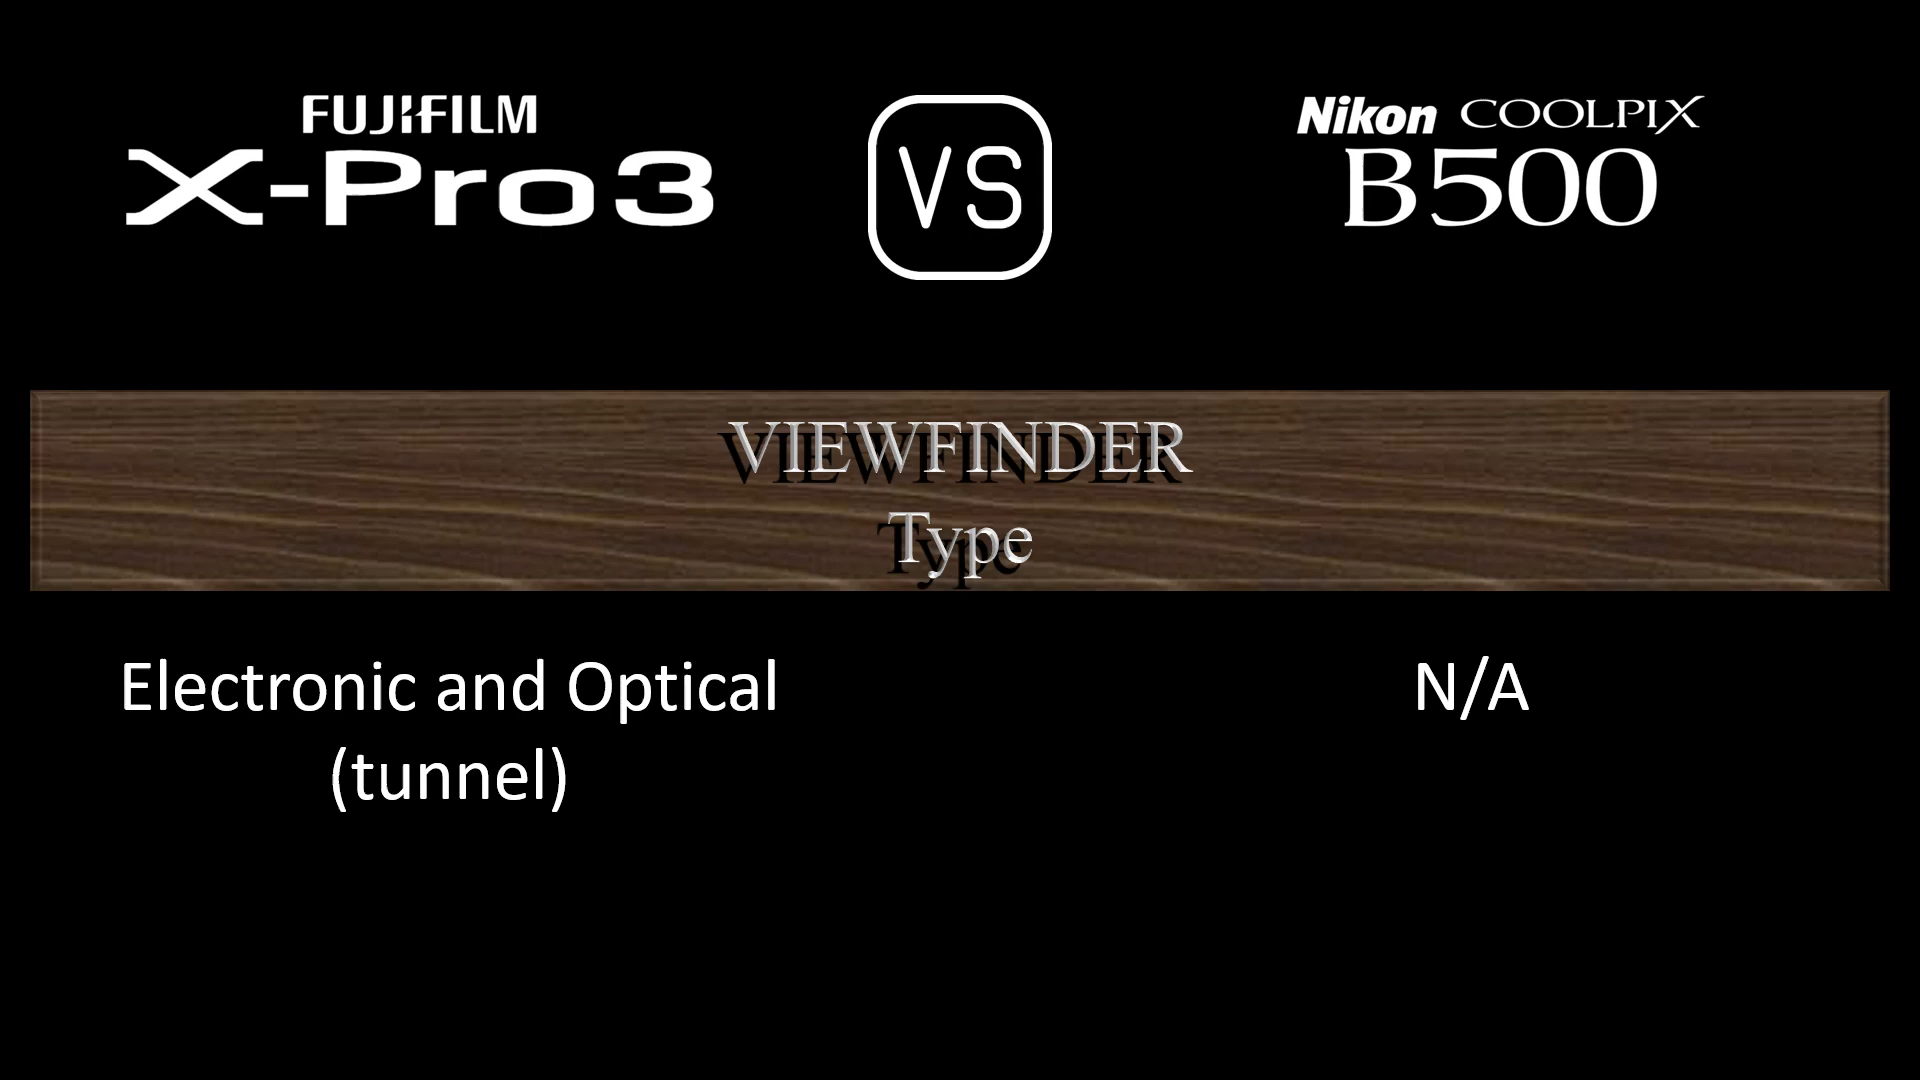 FUJIFILM
X-Pro3
VS
Nikon COOLPIX
B500
VIEWFINDER
Type
Electronic and Optical
(tunnel)
N/A